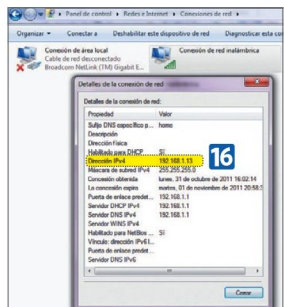 Panel de control ▸ Redes e Internet ▸ Conexiones de red ▸
Organizar ▾ Conectar a Deshabilitar este dispositivo de red Diagnosticar esta con
Conexión de área local
Cable de red desconectado
Broadcom NetLink (TM) Gigabit E...
Conexión de red inalámbrica
Detalles de la conexión de red
Detalles de la conexión de red:
Propiedad Valor
Sufijo DNS específico p... home
Descripción
Dirección física
Habilitado para DHCP Sí
Dirección IPv4 192.168.1.13
16
Máscara de subred IPv4 255.255.255.0
Concesión obtenida lunes, 31 de octubre de 2011 16:02:14
La concesión expira martes, 01 de noviembre de 2011 20:58:3
Puerta de enlace predet... 192.168.1.1
Servidor DHCP IPv4 192.168.1.1
Servidor DNS IPv4 192.168.1.1
Servidor WINS IPv4
Habilitado para NetBios ... Sí
Vínculo: dirección IPv6 l...
Puerta de enlace predet...
Servidor DNS IPv6
Cerrar